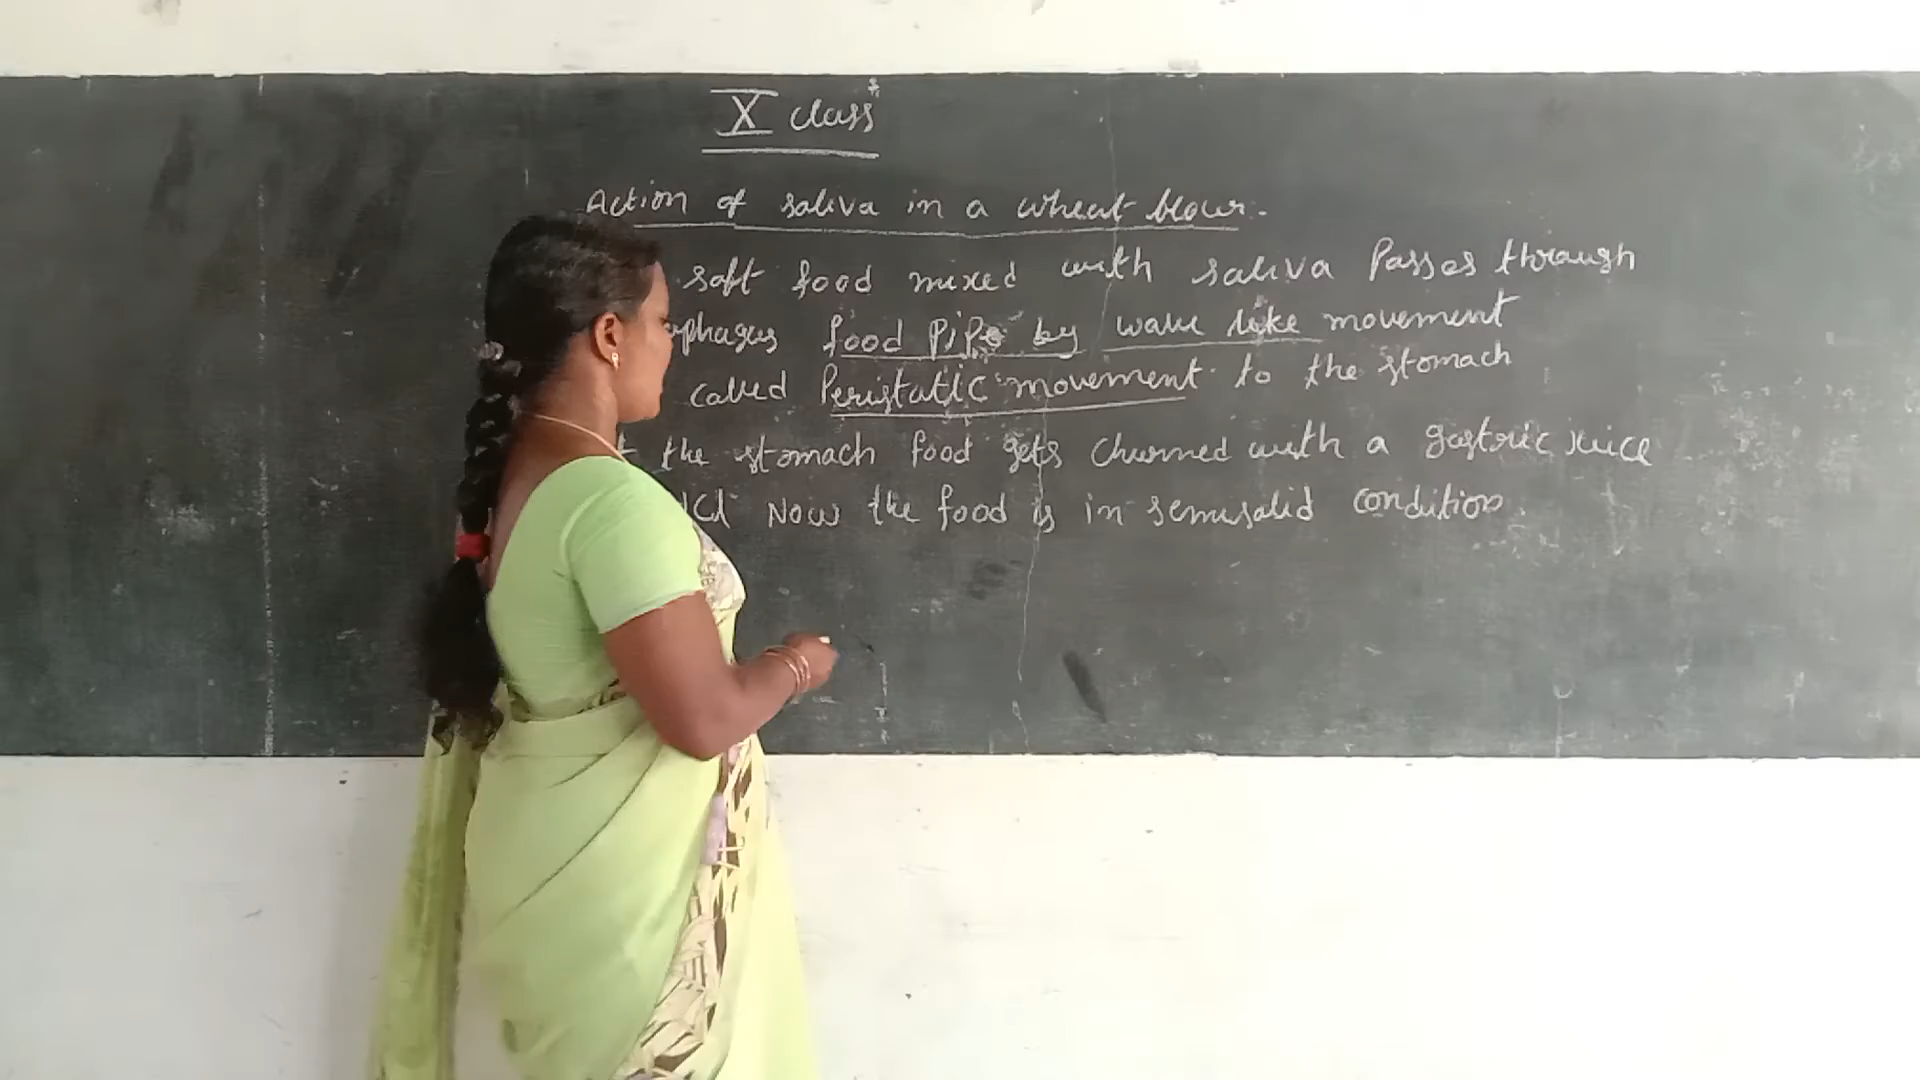 X class
Action of saliva in a wheat blour.
soft food mixed with saliva Passes through
ophagus food pipe by wave like movement
called Peristatic movement to the stomach
the stomach food gets churned with a gastric juice
Hcl Now the food is in semisolid condition.